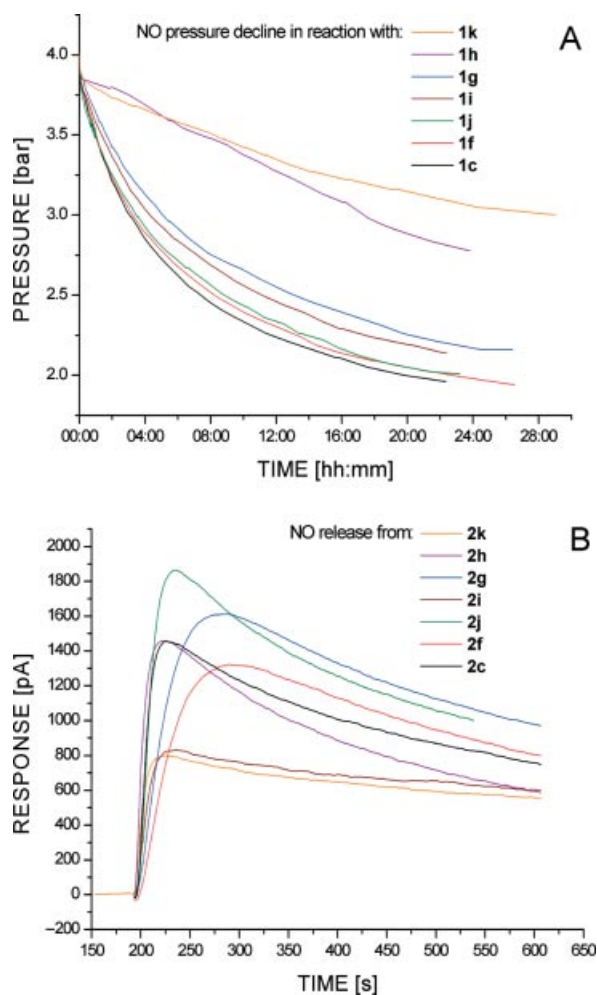 NO pressure decline in reaction with:
A
1k
1h
1g
1i
1j
1f
1c
4.0
3.5
3.0
2.5
2.0
PRESSURE [bar]
00:00 04:00 08:00 12:00 16:00 20:00 24:00 28:00
TIME [hh:mm]
NO release from:
B
2k
2h
2g
2i
2j
2f
2c
2000
1800
1600
1400
1200
1000
800
600
400
200
0
–200
RESPONSE [pA]
150 200 250 300 350 400 450 500 550 600 650
TIME [s]